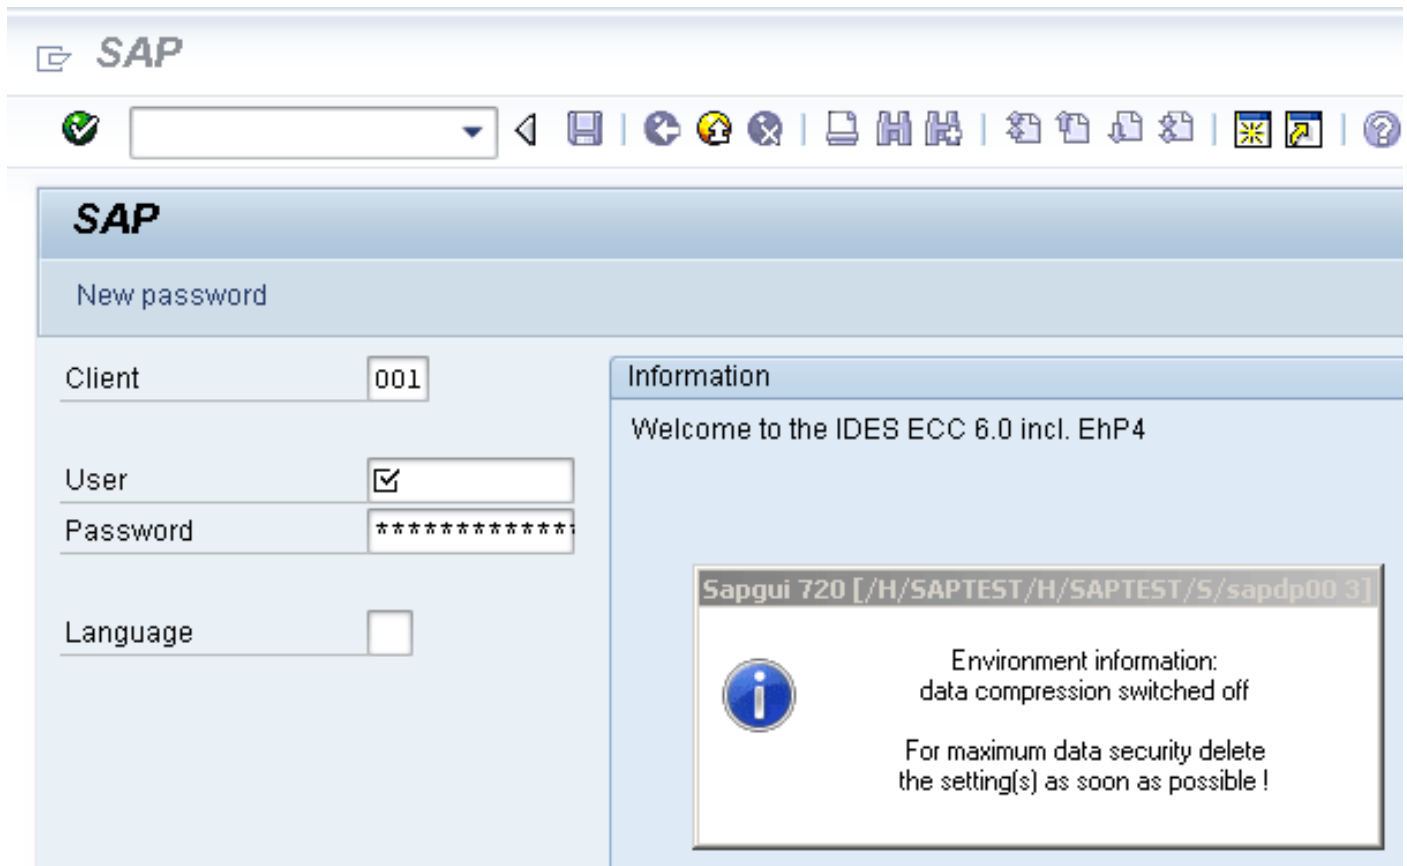 SAP
SAP
New password
Client 001
User
Password *************
Language
Information
Welcome to the IDES ECC 6.0 incl. EhP4
Sapgui 720 [/H/SAPTEST/H/SAPTEST/S/sapdp00 3]
Environment information:
data compression switched off
For maximum data security delete
the setting(s) as soon as possible !